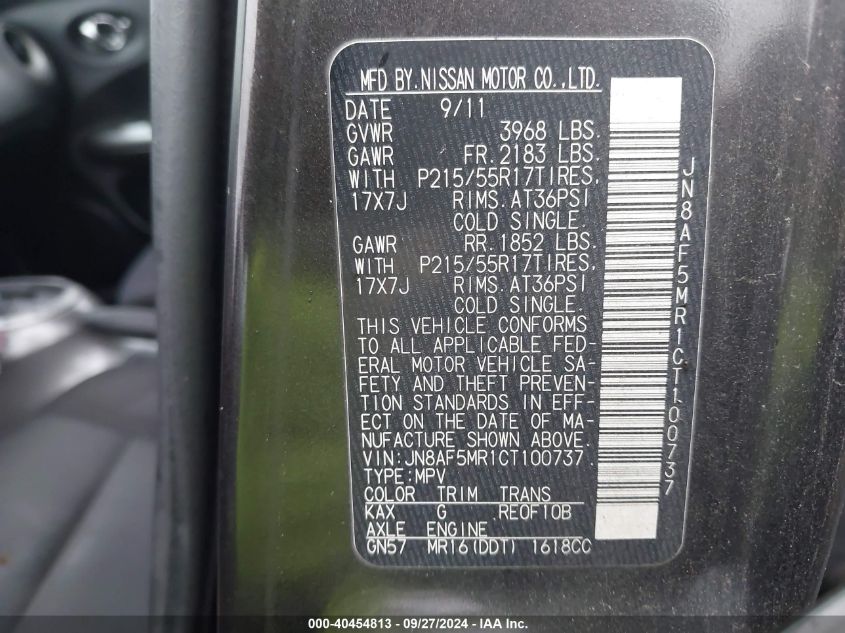 MFD BY. NISSAN MOTOR CO., LTD.
DATE 9/11
GVWR 3968 LBS.
GAWR FR. 2183 LBS.
WITH P215/55R17TIRES,
17X7J RIMS. AT36PSI
COLD SINGLE.
GAWR RR. 1852 LBS.
WITH P215/55R17TIRES,
17X7J RIMS. AT36PSI
COLD SINGLE.
THIS VEHICLE CONFORMS
TO ALL APPLICABLE FED-
ERAL MOTOR VEHICLE SA-
FETY AND THEFT PREVEN-
TION STANDARDS IN EFF-
ECT ON THE DATE OF MA-
NUFACTURE SHOWN ABOVE.
VIN:JN8AF5MR1CT100737
TYPE:MPV
COLOR TRIM TRANS
KAX G REOF10B
AXLE ENGINE
GN57 MR16(DDT) 1618CC
JN8AF5MR1CT100737
000-40454813 - 09/27/2024 - IAA Inc.